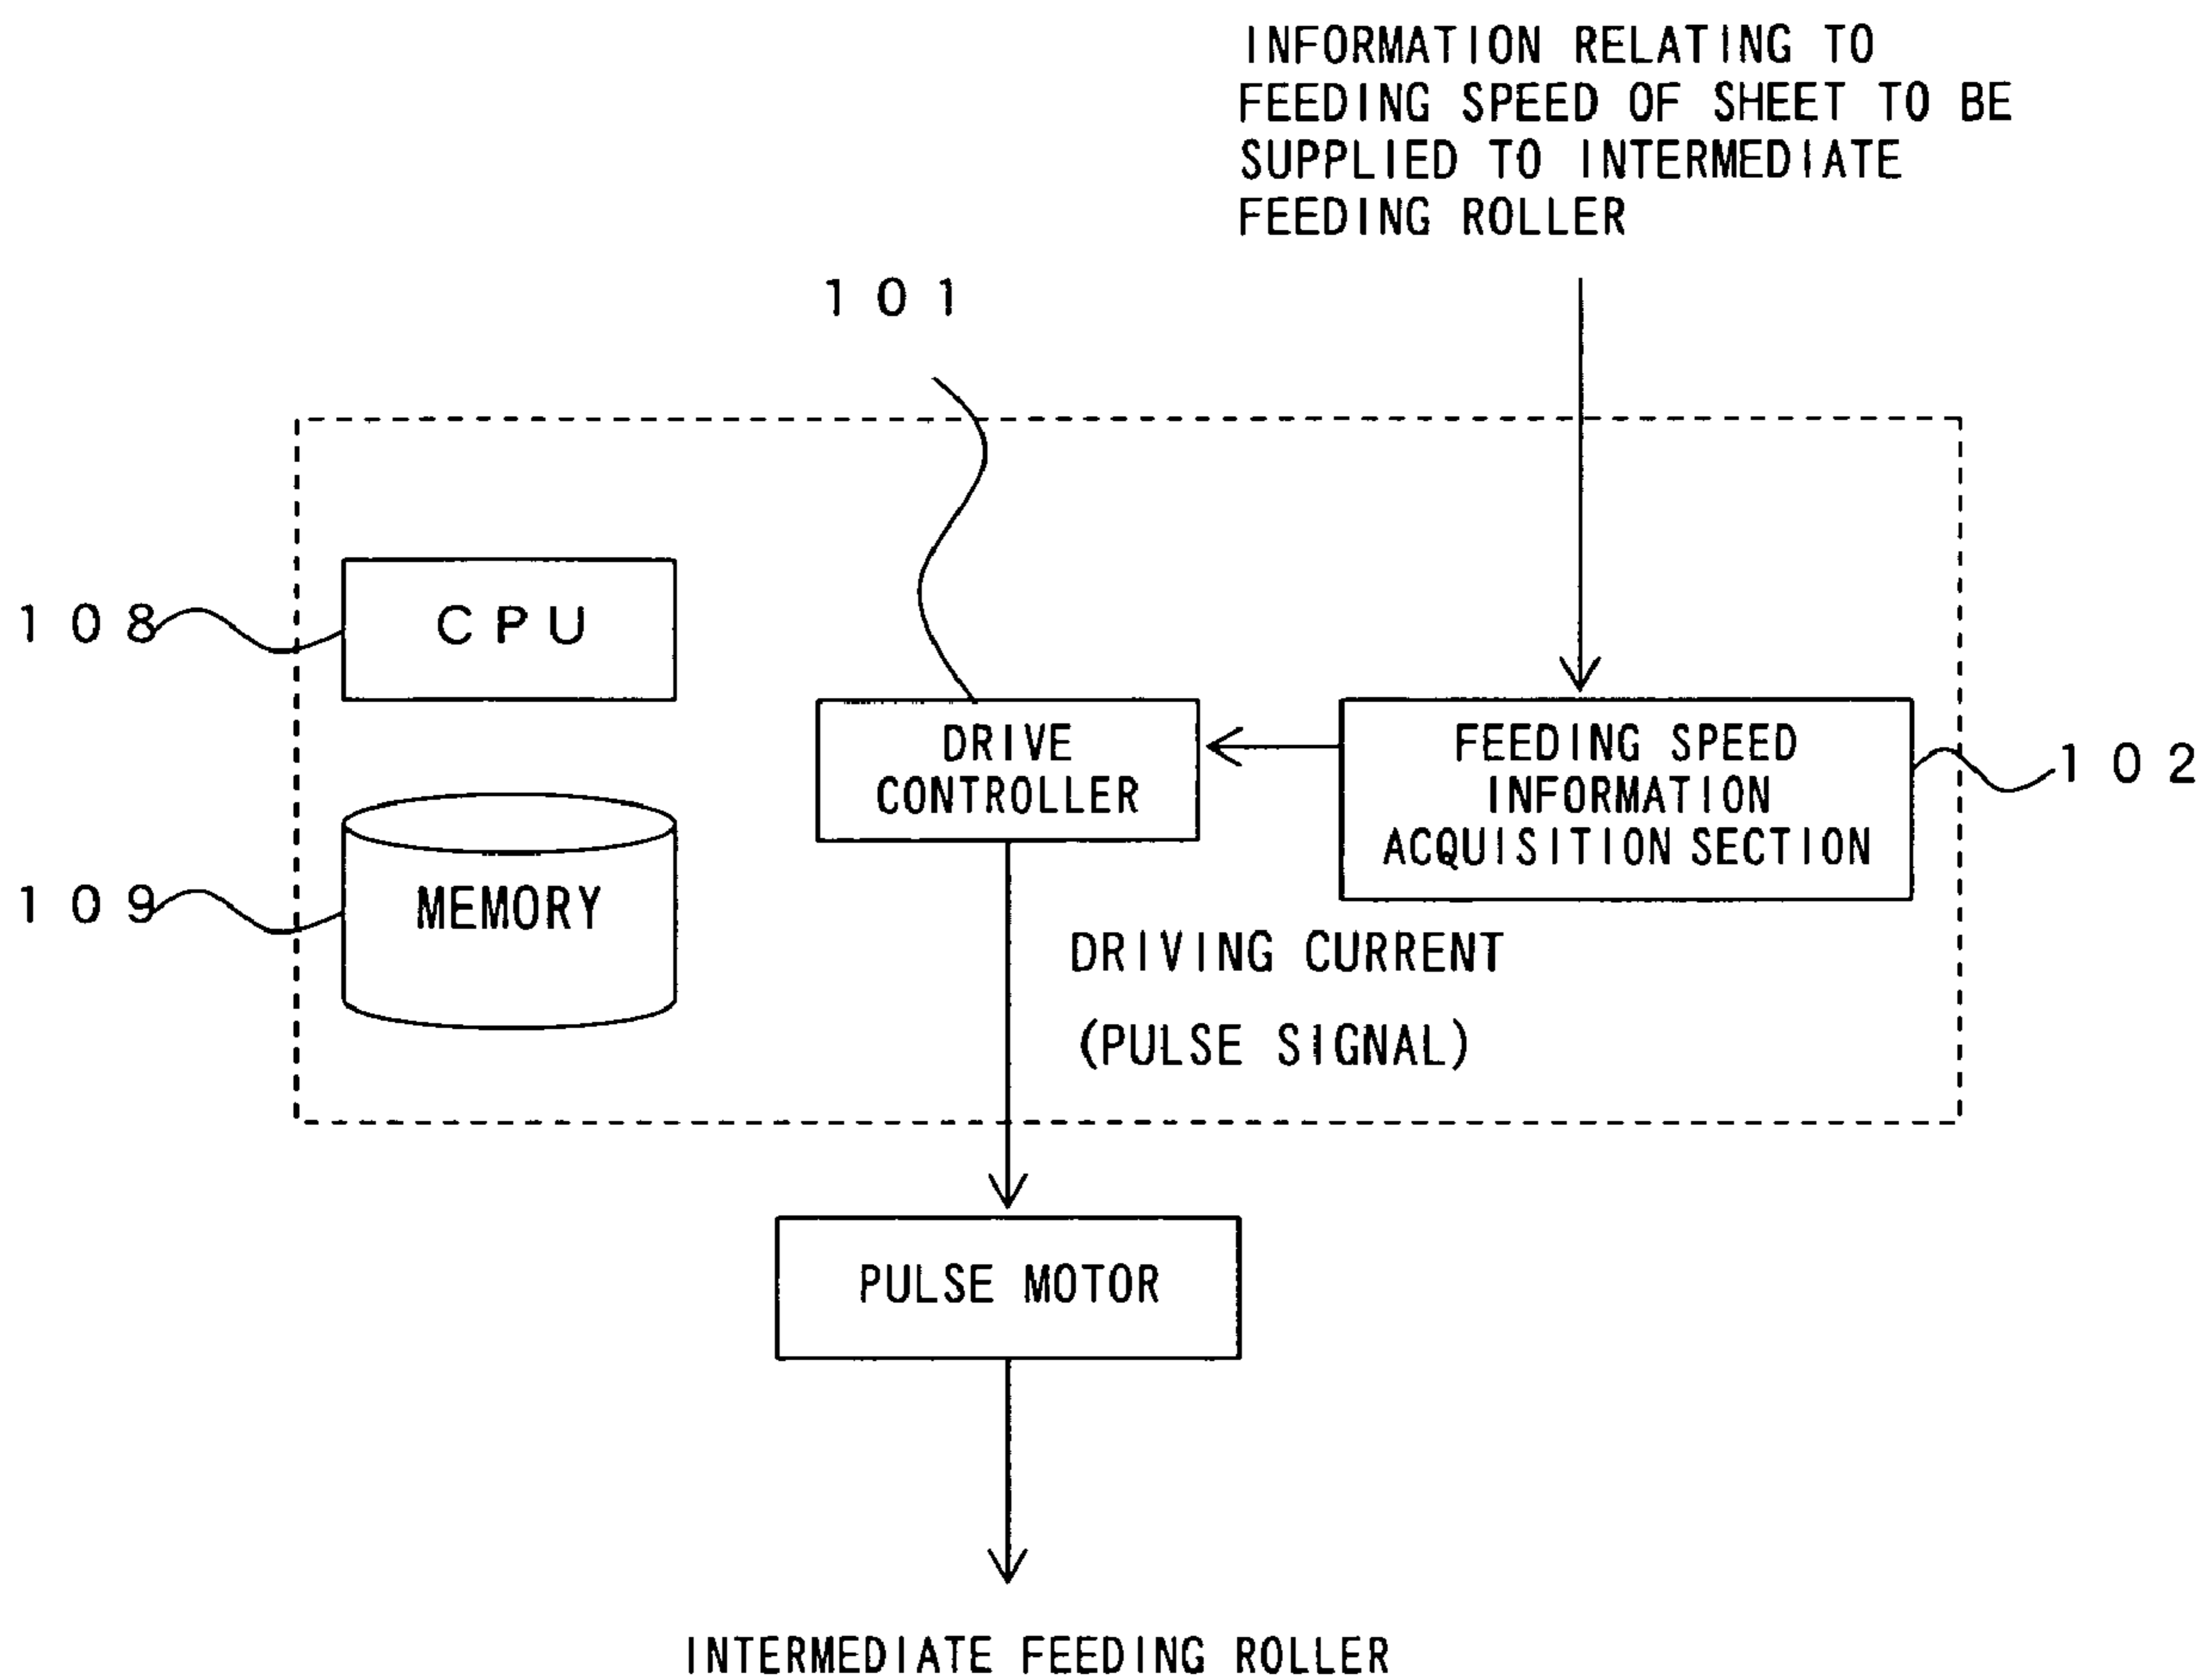 INFORMATION RELATING TO
FEEDING SPEED OF SHEET TO BE
SUPPLIED TO INTERMEDIATE
FEEDING ROLLER
101
108
CPU
DRIVE
CONTROLLER
FEEDING SPEED
INFORMATION
ACQUISITION SECTION
102
109
MEMORY
DRIVING CURRENT
(PULSE SIGNAL)
PULSE MOTOR
INTERMEDIATE FEEDING ROLLER